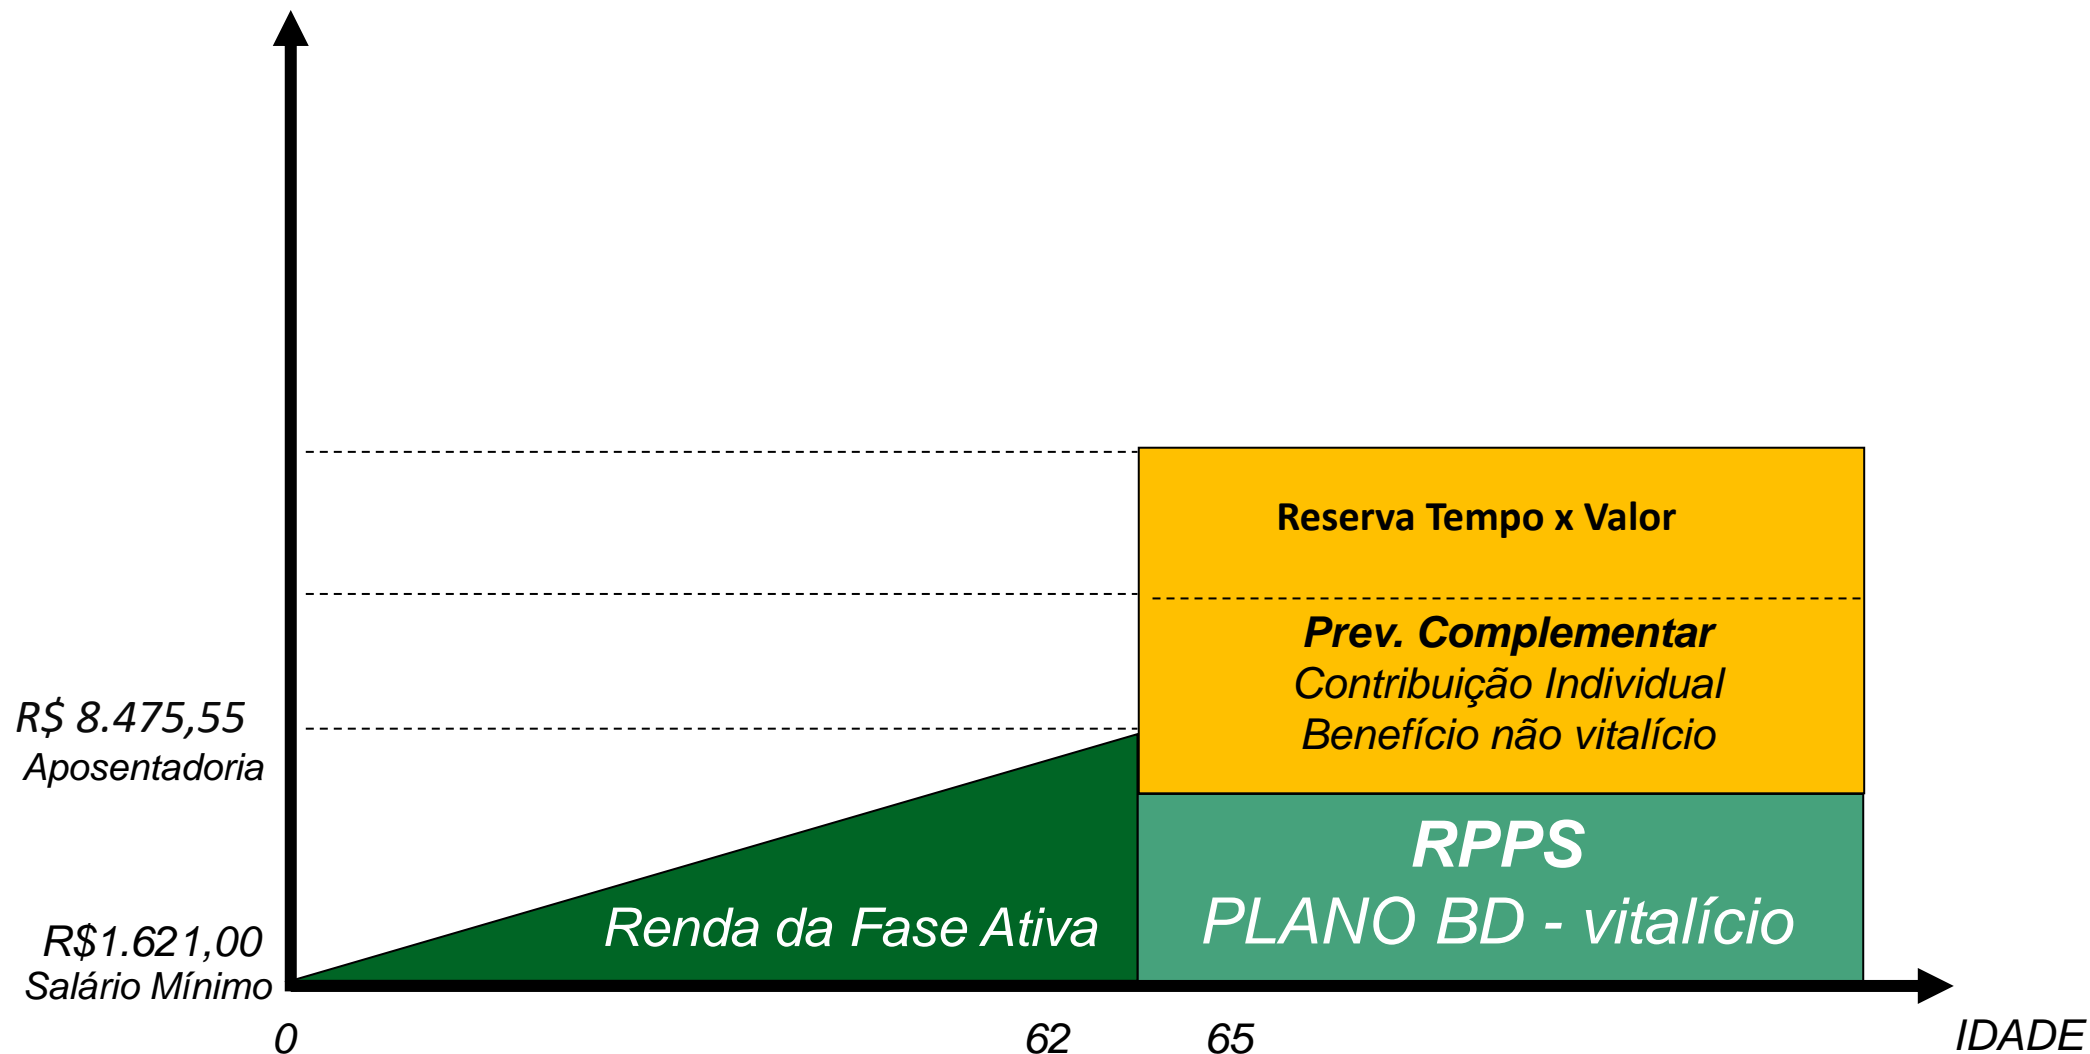 Reserva Tempo x Valor
Prev. Complementar
Contribuição Individual
Benefício não vitalício
R$ 8.475,55
Aposentadoria
RPPS
PLANO BD - vitalício
Renda da Fase Ativa
R$1.621,00
Salário Mínimo
0
62
65
IDADE